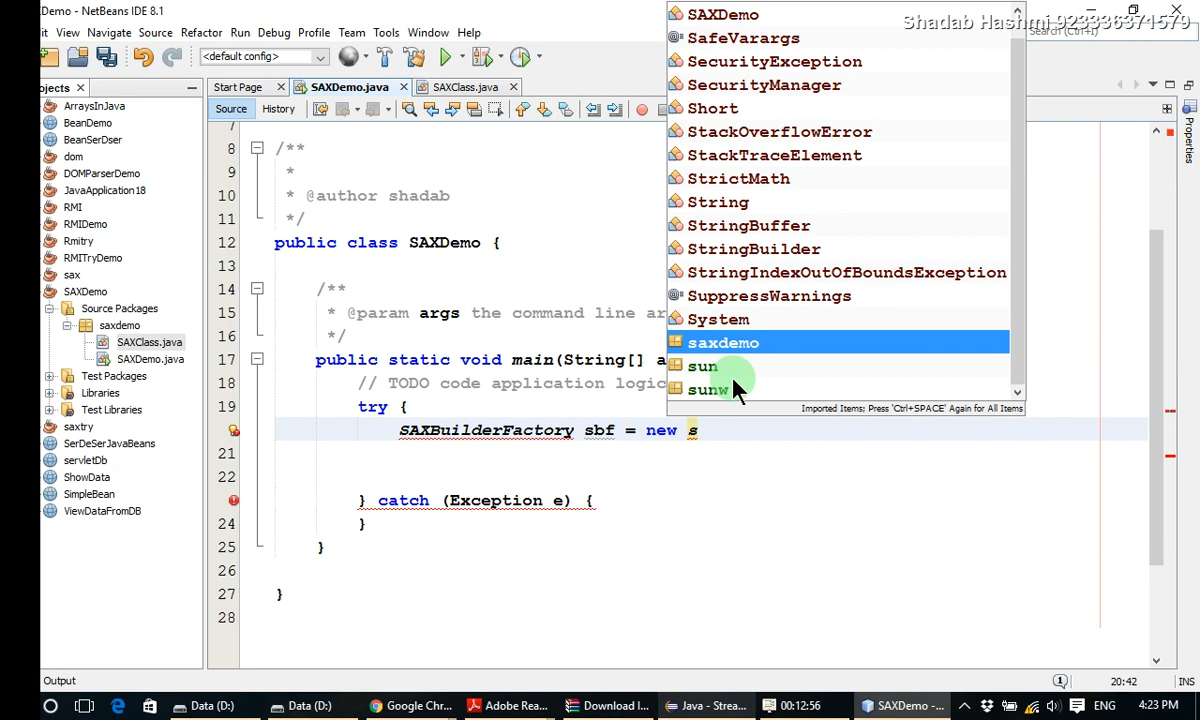 Demo - NetBeans IDE 8.1
it View Navigate Source Refactor Run Debug Profile Team Tools Window Help
Shadab Hashmi 923336371579
Search (Ctrl+I)
<default config>
ojects
Start Page
SAXDemo.java
SAXClass.java
Source History
ArraysInJava
BeanDemo
BeanSerDser
dom
DOMParserDemo
JavaApplication18
RMI
RMIDemo
Rmitry
RMITryDemo
sax
SAXDemo
Source Packages
saxdemo
SAXClass.java
SAXDemo.java
Test Packages
Libraries
Test Libraries
saxtry
SerDeSerJavaBeans
servletDb
ShowData
SimpleBean
ViewDataFromDB
7
8 /**
9 *
10 * @author shadab
11 */
12 public class SAXDemo {
13
14 /**
15 * @param args the command line ar
16 */
17 public static void main(String[] a
18 // TODO code application logic
19 try {
SAXBuilderFactory sbf = new s
21
22
} catch (Exception e) {
24 }
25 }
26
27 }
28
SAXDemo
SafeVarargs
SecurityException
SecurityManager
Short
StackOverflowError
StackTraceElement
StrictMath
String
StringBuffer
StringBuilder
StringIndexOutOfBoundsException
SuppressWarnings
System
saxdemo
sun
sunw
Imported Items; Press 'Ctrl+SPACE' Again for All Items
Properties
Output
1
20:42
INS
Data (D:)
Data (D:)
Google Chr...
Adobe Rea...
Download I...
Java - Strea...
00:12:56
SAXDemo -...
ENG
4:23 PM